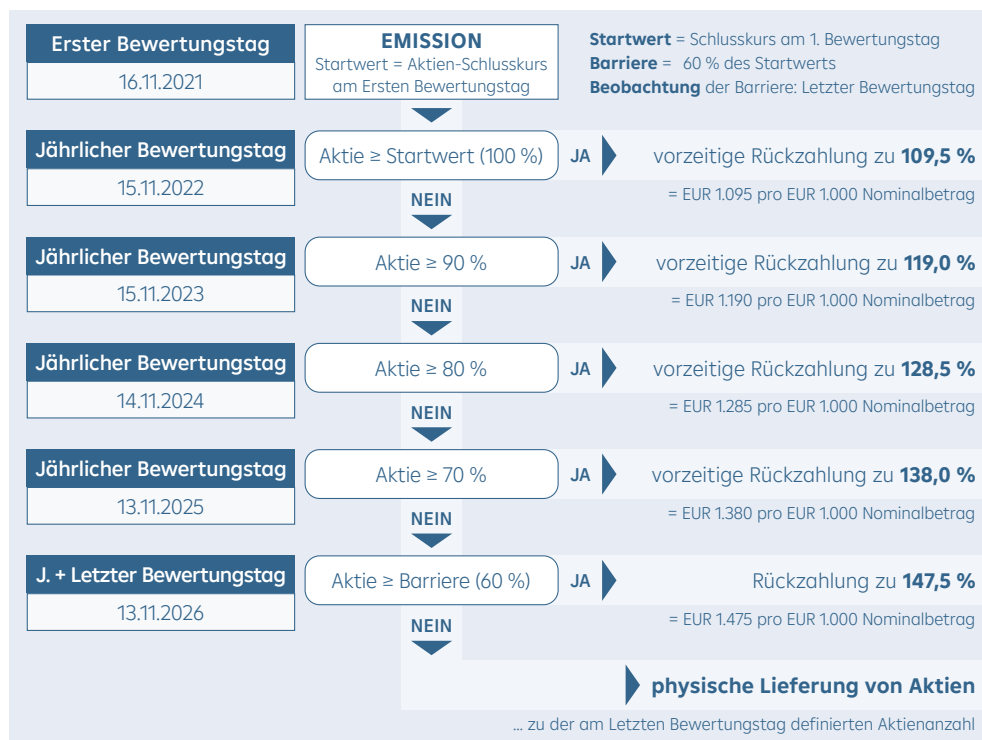 Erster Bewertungstag
16.11.2021
EMISSION
Startwert = Aktien-Schlusskurs
am Ersten Bewertungstag
Startwert = Schlusskurs am 1. Bewertungstag
Barriere = 60 % des Startwerts
Beobachtung der Barriere: Letzter Bewertungstag
Jährlicher Bewertungstag
15.11.2022
Aktie ≥ Startwert (100 %)
JA
vorzeitige Rückzahlung zu 109,5 %
= EUR 1.095 pro EUR 1.000 Nominalbetrag
NEIN
Jährlicher Bewertungstag
15.11.2023
Aktie ≥ 90 %
JA
vorzeitige Rückzahlung zu 119,0 %
= EUR 1.190 pro EUR 1.000 Nominalbetrag
NEIN
Jährlicher Bewertungstag
14.11.2024
Aktie ≥ 80 %
JA
vorzeitige Rückzahlung zu 128,5 %
= EUR 1.285 pro EUR 1.000 Nominalbetrag
NEIN
Jährlicher Bewertungstag
13.11.2025
Aktie ≥ 70 %
JA
vorzeitige Rückzahlung zu 138,0 %
= EUR 1.380 pro EUR 1.000 Nominalbetrag
NEIN
J. + Letzter Bewertungstag
13.11.2026
Aktie ≥ Barriere (60 %)
JA
Rückzahlung zu 147,5 %
= EUR 1.475 pro EUR 1.000 Nominalbetrag
NEIN
physische Lieferung von Aktien
... zu der am Letzten Bewertungstag definierten Aktienanzahl